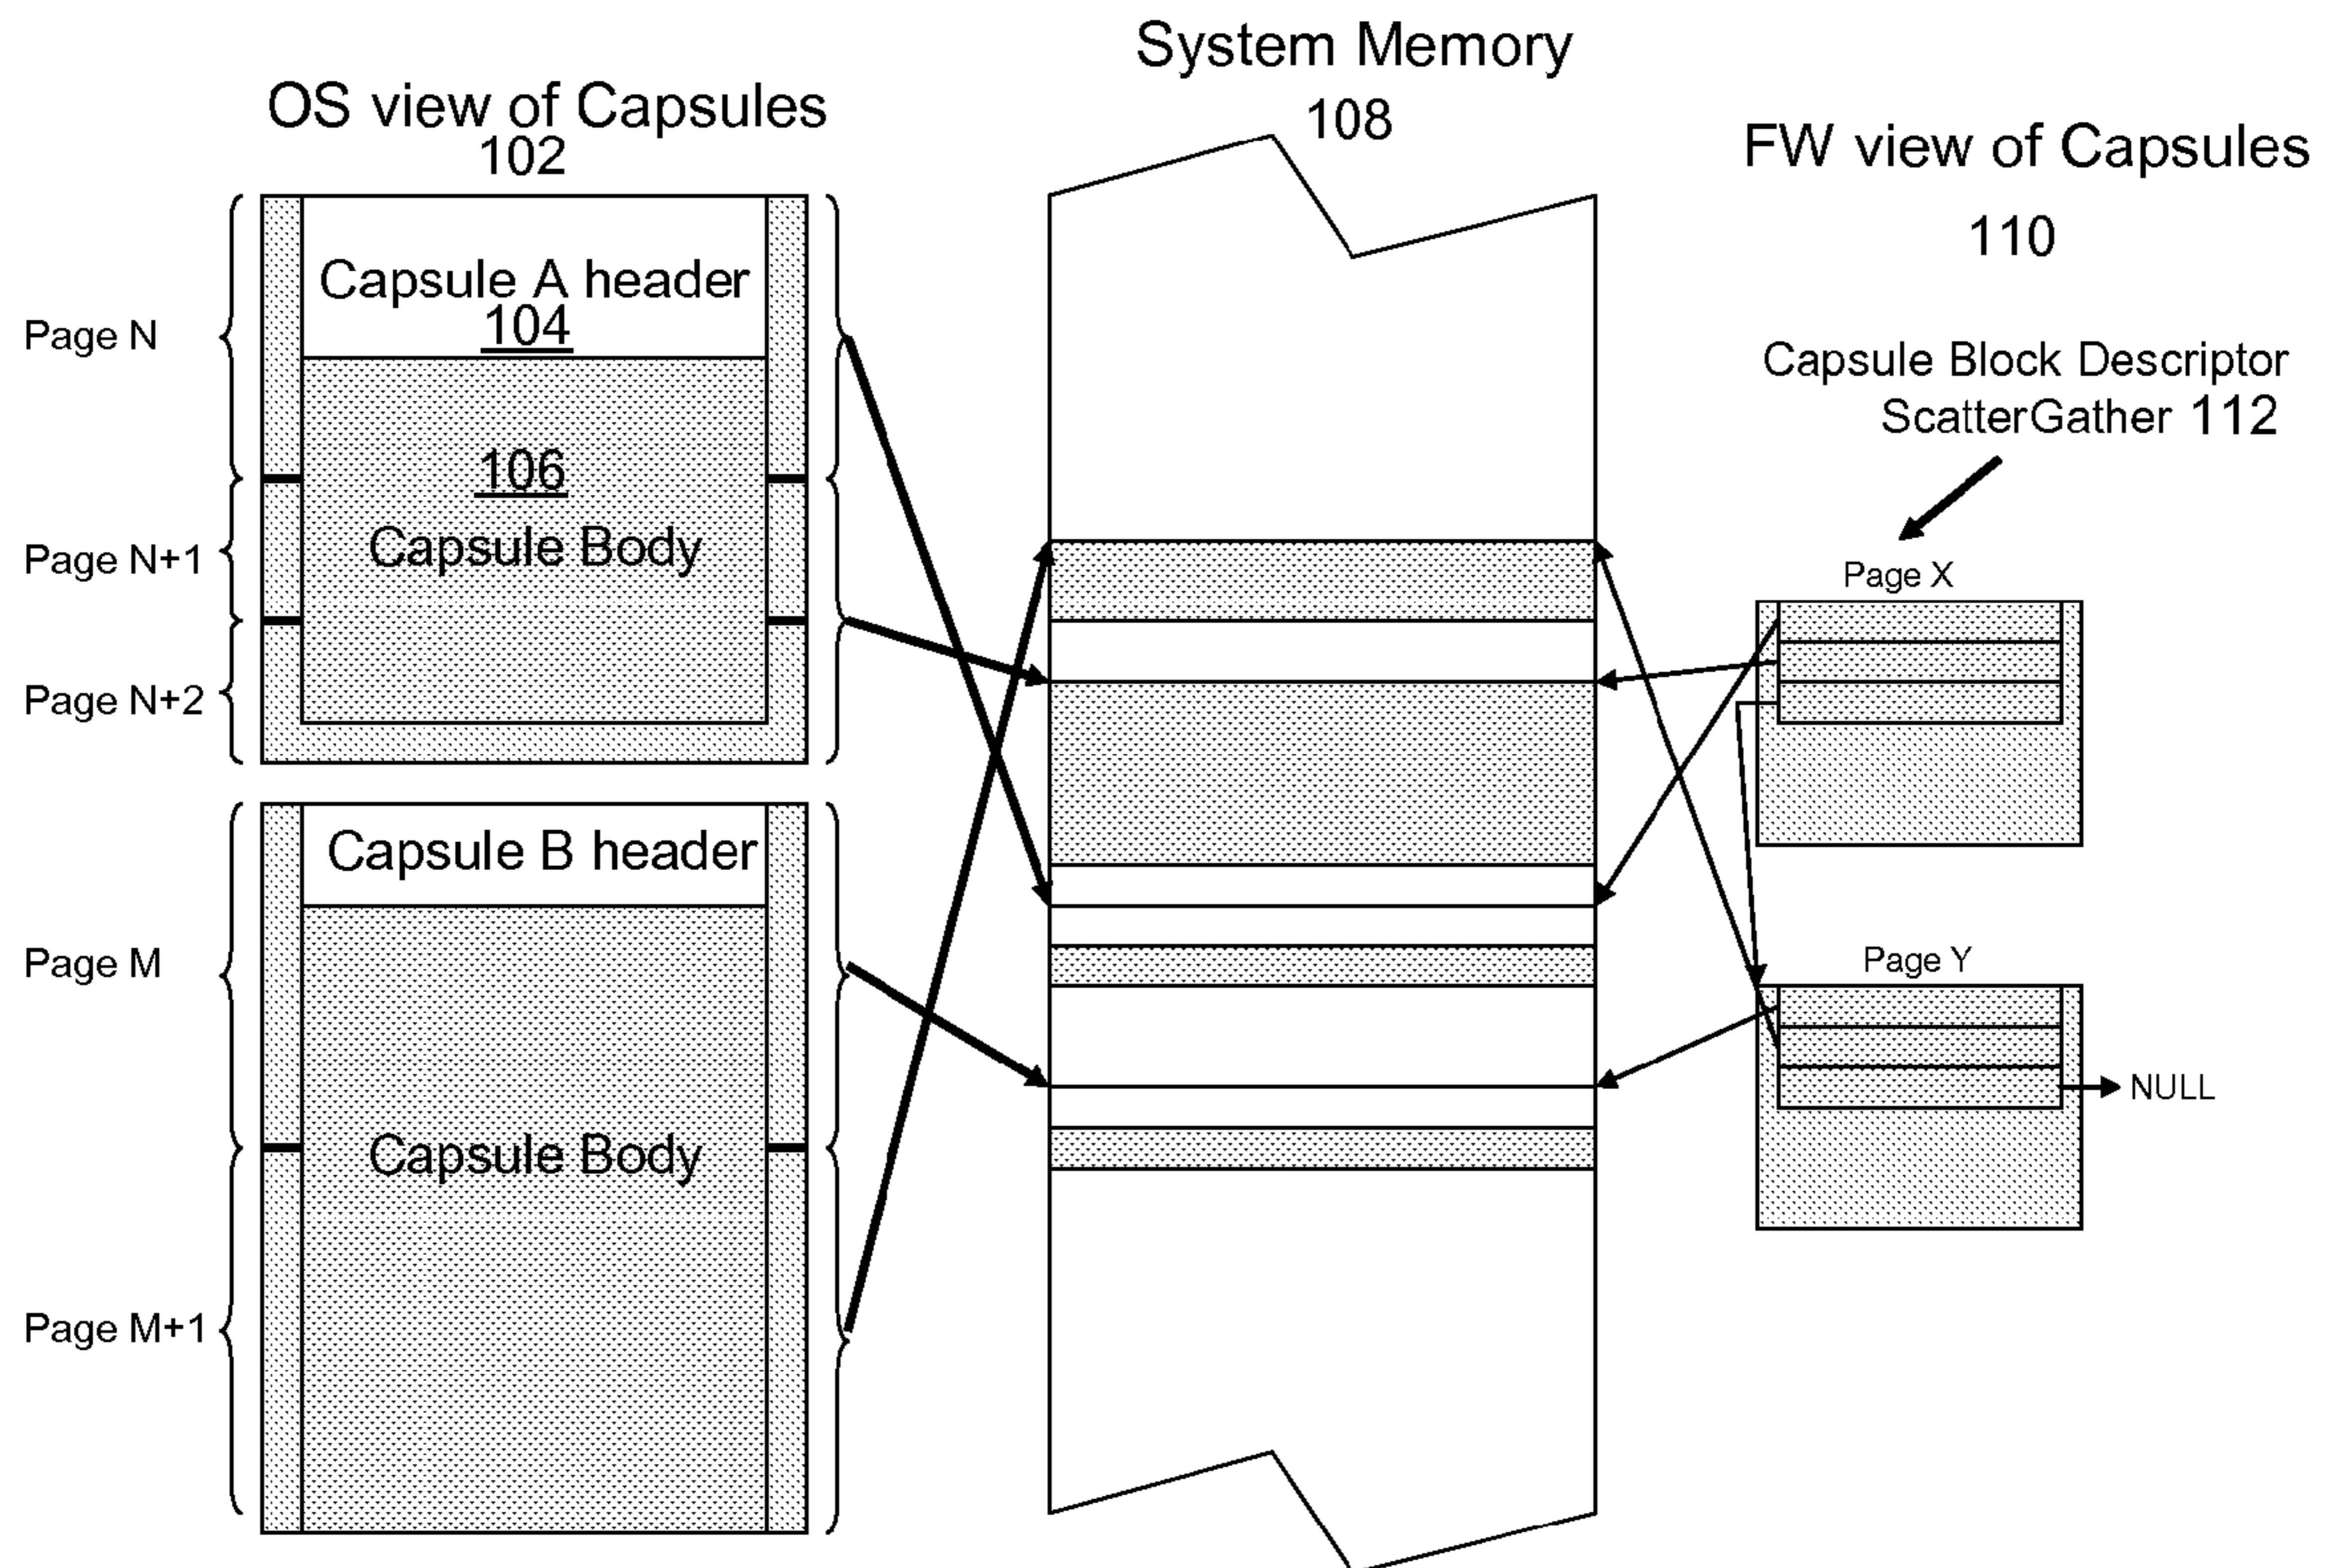 System Memory
108
OS view of Capsules
102
FW view of Capsules
110
Capsule A header
104
Page N
106
Capsule Body
Page N+1
Page N+2
Capsule B header
Page M
Capsule Body
Page M+1
Capsule Block Descriptor
ScatterGather 112
Page X
Page Y
NULL